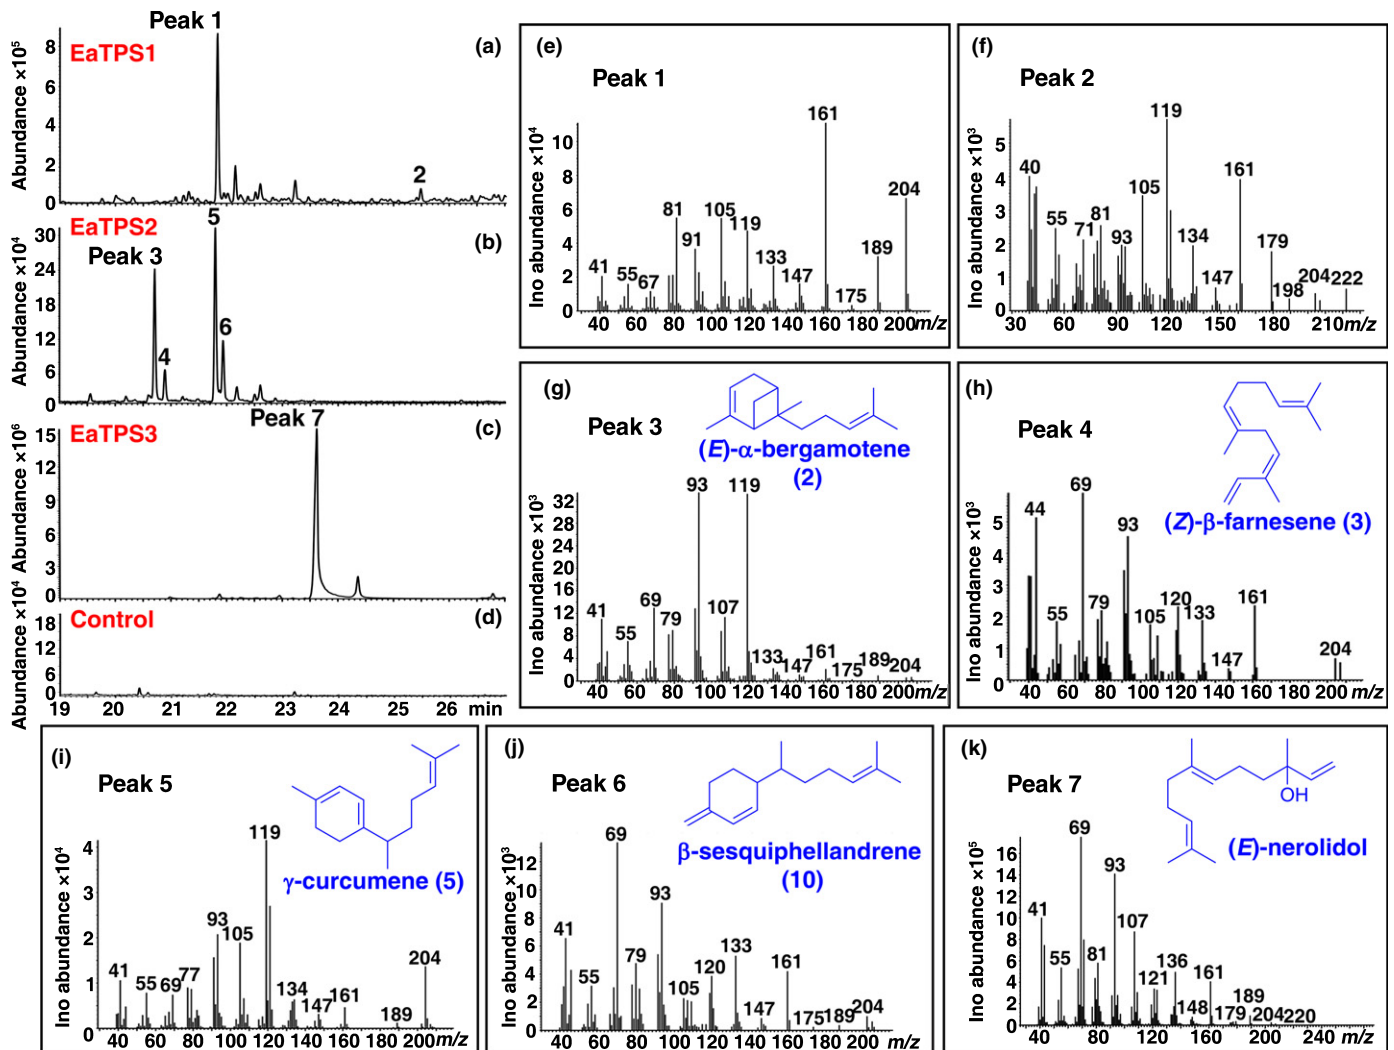 Peak 1
EaTPS1
(a)
Abundance ×10⁵
8
6
4
2
0
2
EaTPS2
(b)
Peak 3
5
4
6
Abundance ×10⁴
30
24
18
12
6
0
EaTPS3
(c)
Peak 7
Abundance ×10⁶
15
12
9
6
3
0
Control
(d)
Abundance ×10⁴
18
12
6
0
19 20 21 22 23 24 25 26 min
(e)
Peak 1
Ino abundance ×10⁴
10
8
6
4
2
0
41 55 67 81 91 105 119 133 147 161 175 189 204
40 60 80 100 120 140 160 180 200 m/z
(f)
Peak 2
Ino abundance ×10³
5
4
3
2
1
0
40 55 71 81 93 105 119 134 147 161 179 198 204 222
30 60 90 120 150 180 210 m/z
(g)
Peak 3
(E)-α-bergamotene
(2)
Ino abundance ×10³
32
28
24
20
16
12
8
4
0
41 55 69 79 93 107 119 133 147 161 175 189 204
40 60 80 100 120 140 160 180 200 m/z
(h)
Peak 4
(Z)-β-farnesene (3)
Ino abundance ×10³
5
4
3
2
1
0
44 55 69 79 93 105 120 133 147 161 204
40 60 80 100 120 140 160 180 200 m/z
(i)
Peak 5
γ-curcumene (5)
Ino abundance ×10⁴
4
3
2
1
0
41 55 69 77 93 105 119 134 147 161 189 204
40 60 80 100 120 140 160 180 200 m/z
(j)
Peak 6
β-sesquiphellandrene
(10)
Ino abundance ×10³
12
10
8
6
4
2
0
41 55 69 79 93 105 120 133 147 161 175 189 204
40 60 80 100 120 140 160 180 200 m/z
(k)
Peak 7
OH
(E)-nerolidol
Ino abundance ×10⁵
16
14
12
10
8
6
4
2
0
41 55 69 81 93 107 121 136 148 161 179 189 204 220
40 80 120 160 200 240 m/z